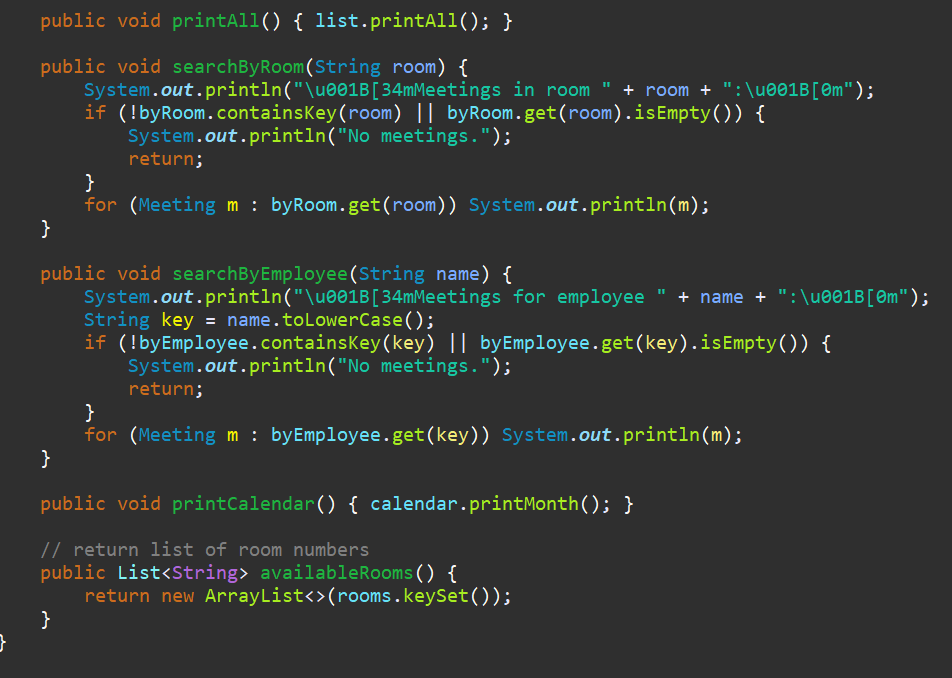 public void printAll() { list.printAll(); }
public void searchByRoom(String room) {
System.out.println("\u001B[34mMeetings in room " + room + ":\u001B[0m");
if (!byRoom.containsKey(room) || byRoom.get(room).isEmpty()) {
System.out.println("No meetings.");
return;
}
for (Meeting m : byRoom.get(room)) System.out.println(m);
}
public void searchByEmployee(String name) {
System.out.println("\u001B[34mMeetings for employee " + name + ":\u001B[0m");
String key = name.toLowerCase();
if (!byEmployee.containsKey(key) || byEmployee.get(key).isEmpty()) {
System.out.println("No meetings.");
return;
}
for (Meeting m : byEmployee.get(key)) System.out.println(m);
}
public void printCalendar() { calendar.printMonth(); }
// return list of room numbers
public List<String> availableRooms() {
return new ArrayList<>(rooms.keySet());
}
}